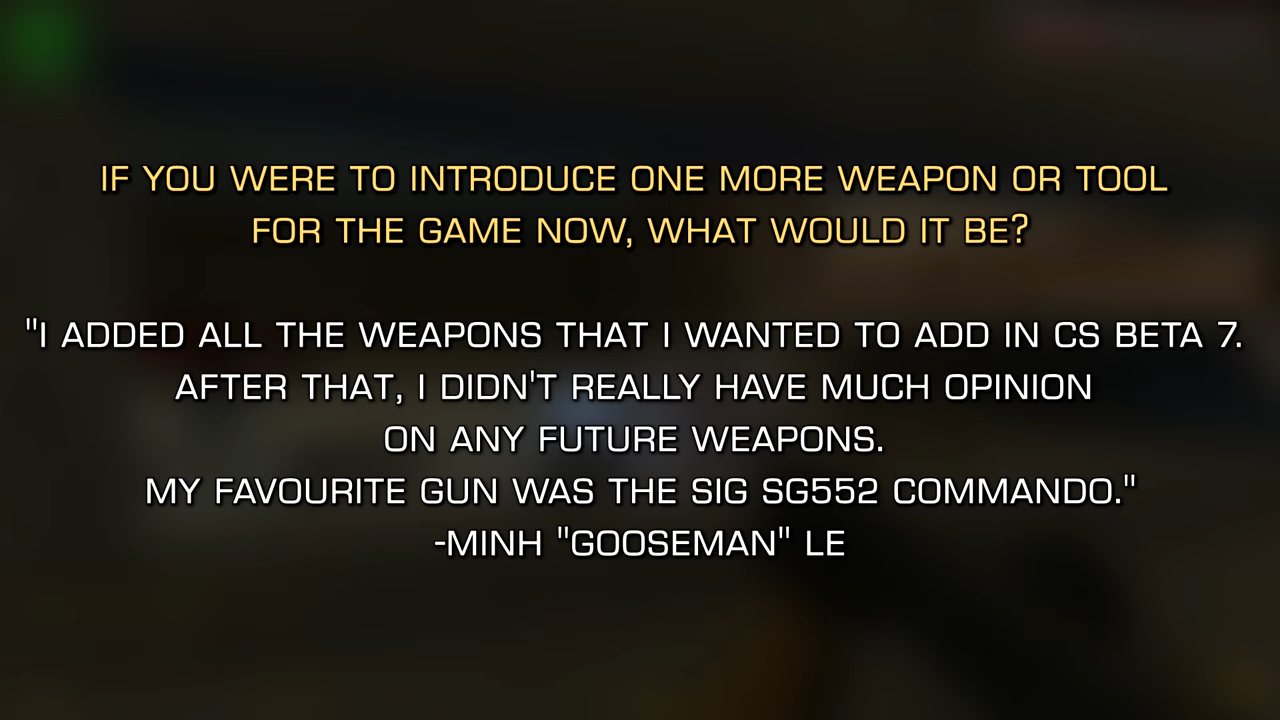 IF YOU WERE TO INTRODUCE ONE MORE WEAPON OR TOOL
FOR THE GAME NOW, WHAT WOULD IT BE?
"I ADDED ALL THE WEAPONS THAT I WANTED TO ADD IN CS BETA 7.
AFTER THAT, I DIDN'T REALLY HAVE MUCH OPINION
ON ANY FUTURE WEAPONS.
MY FAVOURITE GUN WAS THE SIG SG552 COMMANDO."
-MINH "GOOSEMAN" LE